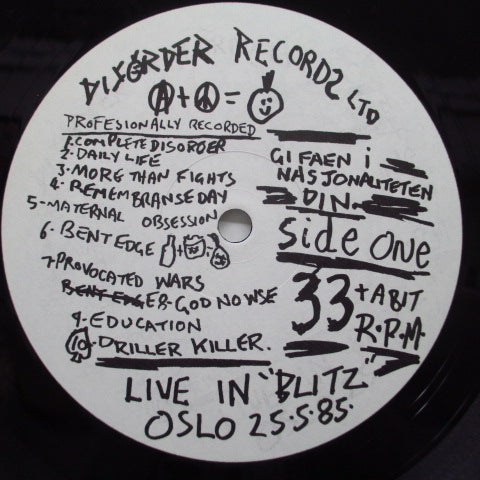 DISORDER RECORDS LTD
A + =
PROFESIONALLY RECORDED
1. COMPLETE DISORDER
2. DAILY LIFE
3. MORE THAN FIGHTS
4. REMEMBRANSE DAY
5-MATERNAL OBSESSION
6. BENT EDGE + =
7 PROVOCATED WARS
BENT EDGE 8-GOD NOWSE
9-EDUCATION
10 DRILLER KILLER.
GI FAEN I
NASJONALITETEN
DIN.
Side ONE
33 + A BIT
R.P.M.
LIVE IN "BLITZ"
OSLO 25.5.85.